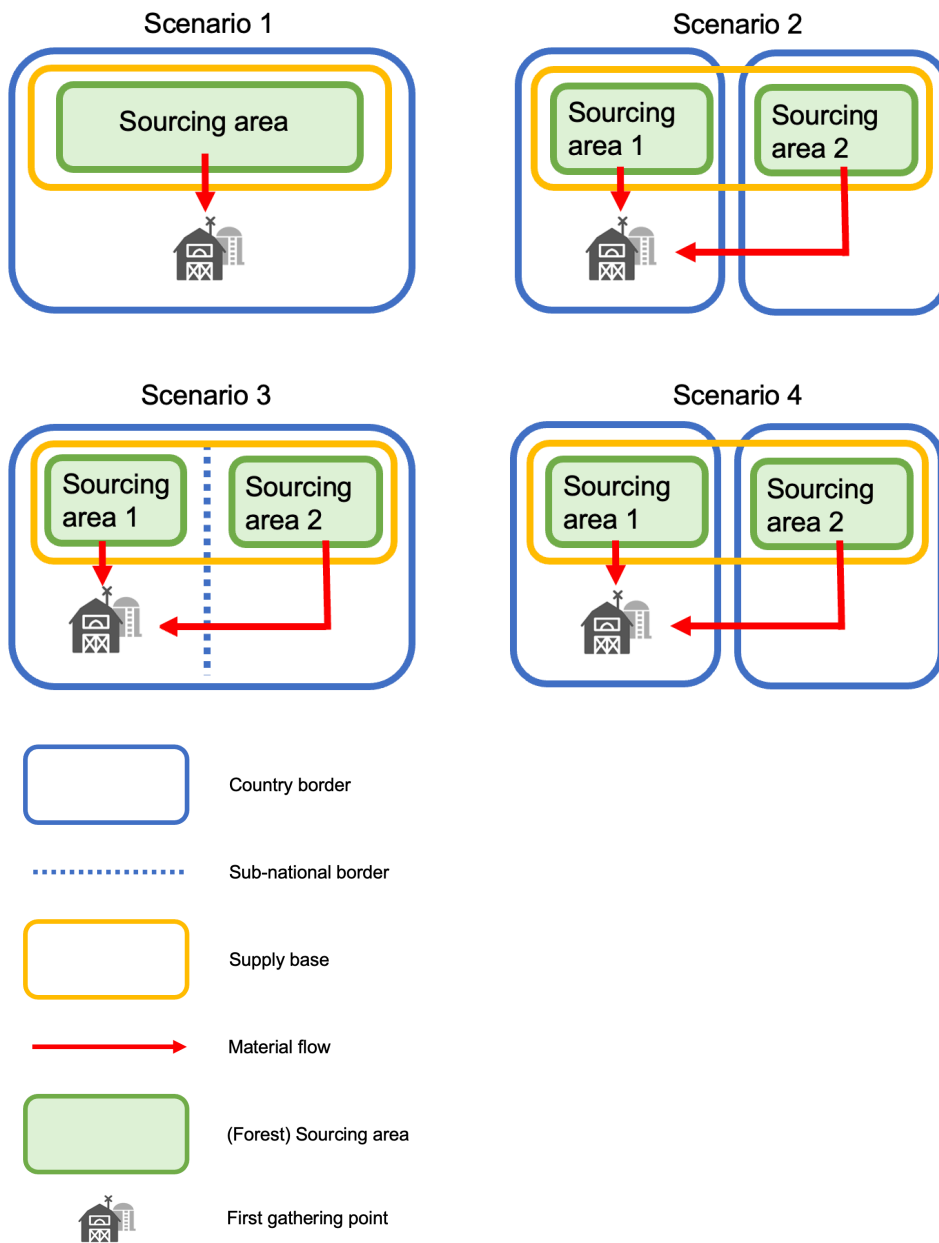 Scenario 1
Scenario 2
Sourcing area
Sourcing
area 1
Sourcing
area 2
Scenario 3
Scenario 4
Sourcing
area 1
Sourcing
area 2
Sourcing
area 1
Sourcing
area 2
Country border
Sub-national border
Supply base
Material flow
(Forest) Sourcing area
First gathering point